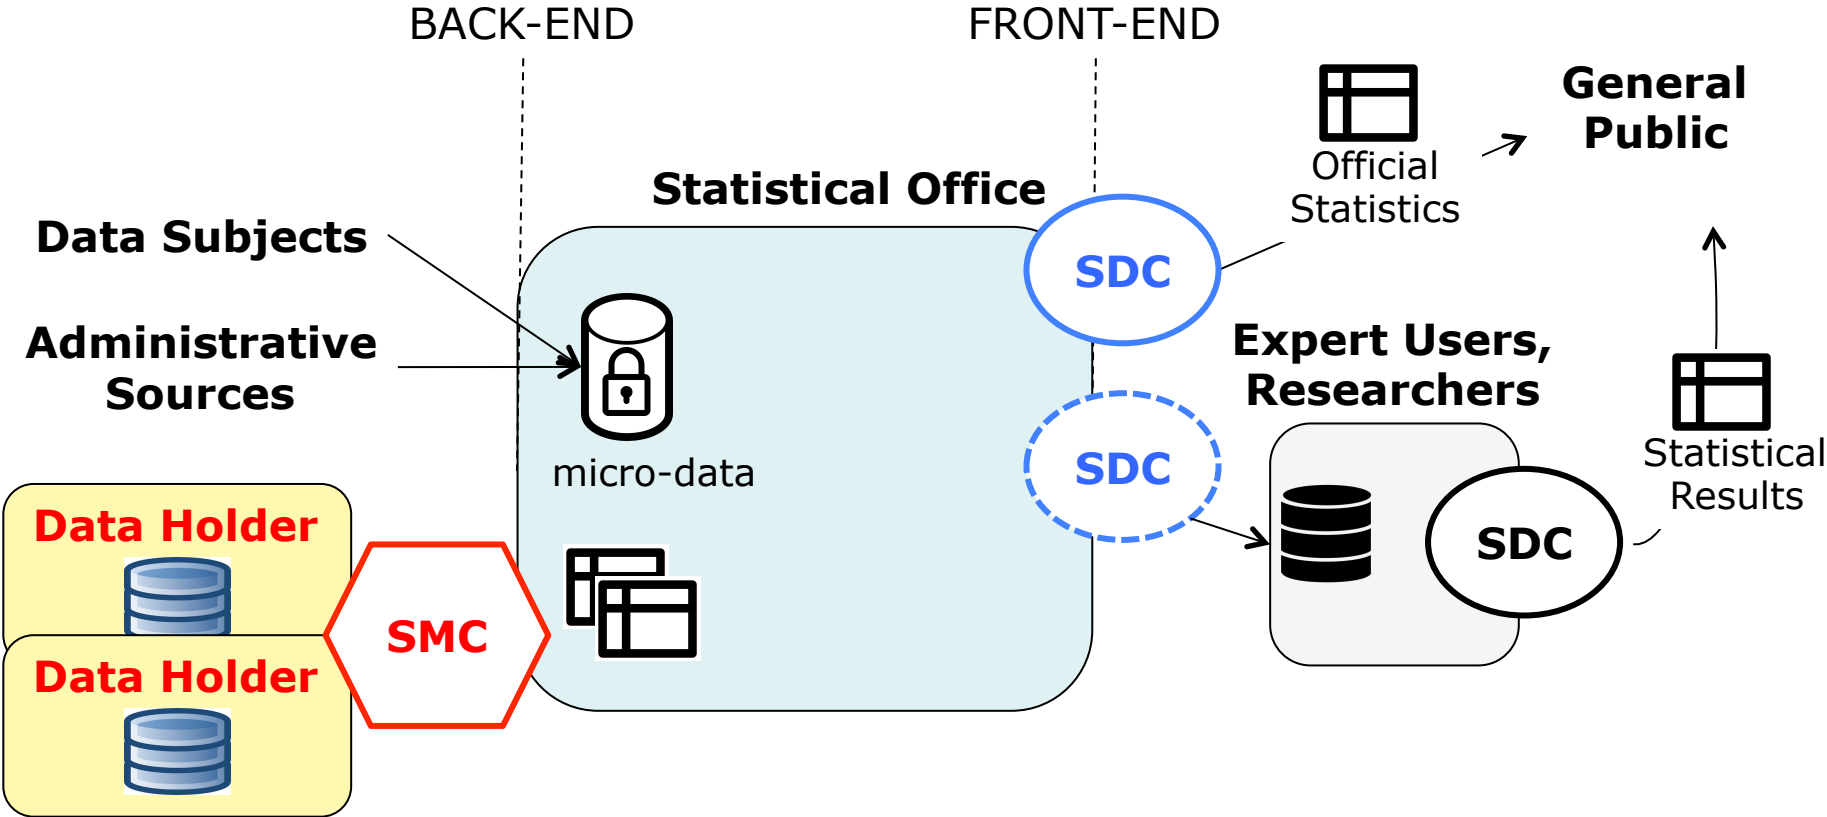 BACK-END
FRONT-END
General
Public
Official
Statistics
Statistical Office
Data Subjects
SDC
Administrative
Sources
Expert Users,
Researchers
micro-data
SDC
Statistical
Results
Data Holder
SDC
SMC
Data Holder